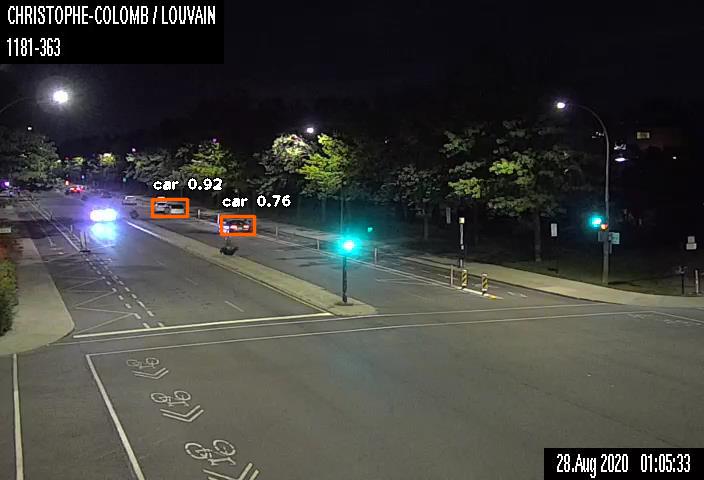 CHRISTOPHE-COLOMB / LOUVAIN
1181-363
car 0.92
car 0.76
28.Aug 2020 01:05:33